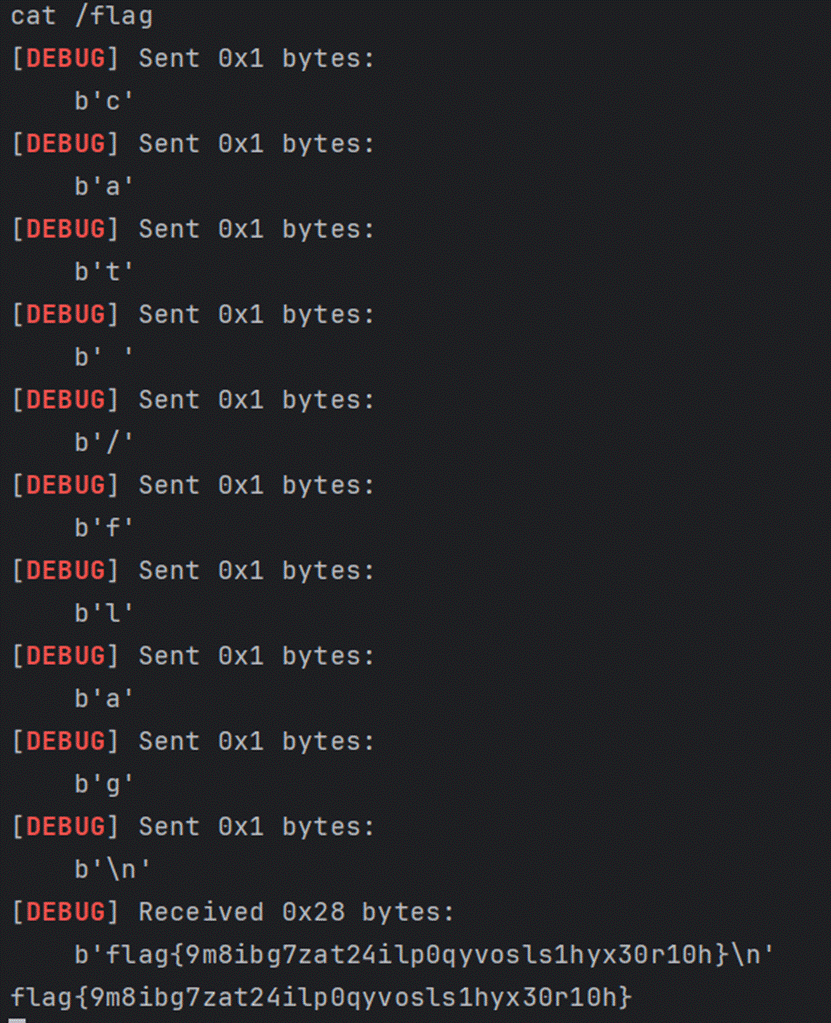 cat /flag
[DEBUG] Sent 0x1 bytes:
b'c'
[DEBUG] Sent 0x1 bytes:
b'a'
[DEBUG] Sent 0x1 bytes:
b't'
[DEBUG] Sent 0x1 bytes:
b' '
[DEBUG] Sent 0x1 bytes:
b'/'
[DEBUG] Sent 0x1 bytes:
b'f'
[DEBUG] Sent 0x1 bytes:
b'l'
[DEBUG] Sent 0x1 bytes:
b'a'
[DEBUG] Sent 0x1 bytes:
b'g'
[DEBUG] Sent 0x1 bytes:
b'\n'
[DEBUG] Received 0x28 bytes:
b'flag{9m8ibg7zat24ilp0qyvosls1hyx30r10h}\n'
flag{9m8ibg7zat24ilp0qyvosls1hyx30r10h}